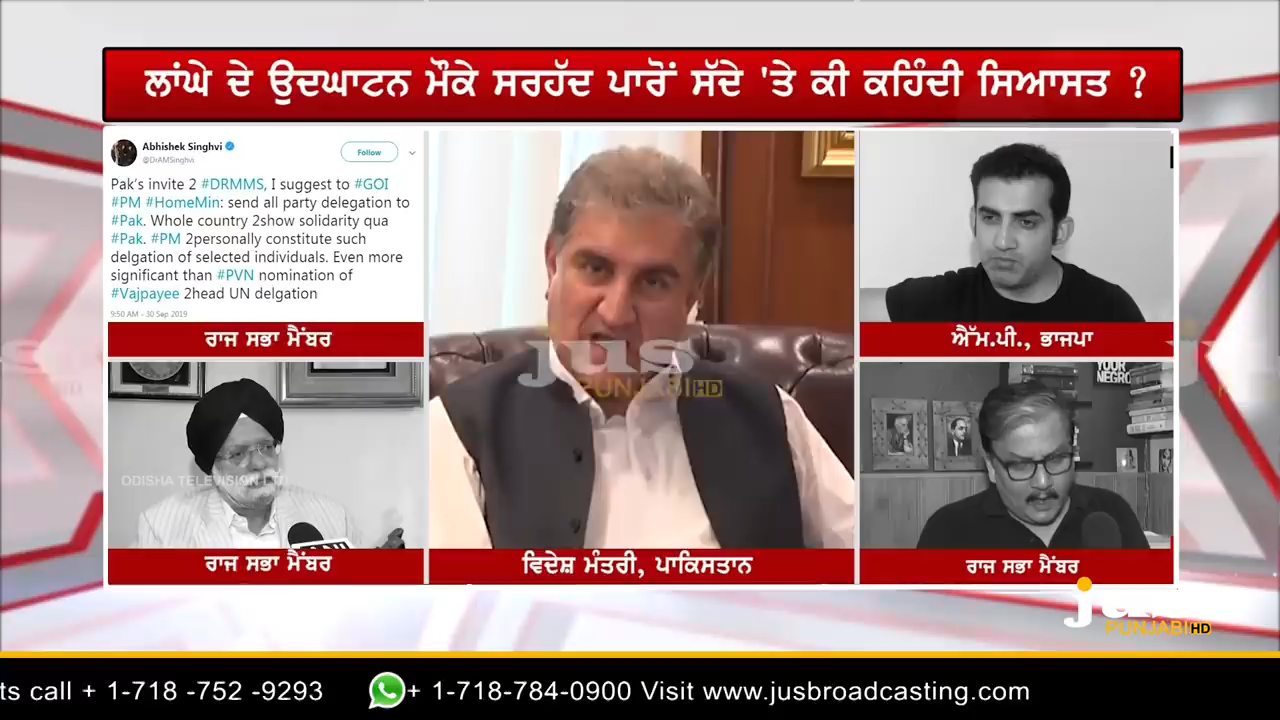 ਲਾਂਘੇ ਦੇ ਉਦਘਾਟਨ ਮੌਕੇ ਸਰਹੱਦ ਪਾਰੋਂ ਸੱਦੇ 'ਤੇ ਕੀ ਕਹਿੰਦੀ ਸਿਆਸਤ ?
Abhishek Singhvi
@DrAMSinghvi
Follow
Pak's invite 2 #DRMMS, I suggest to #GOI
#PM #HomeMin: send all party delegation to
#Pak. Whole country 2show solidarity qua
#Pak. #PM 2personally constitute such
delgation of selected individuals. Even more
significant than #PVN nomination of
#Vajpayee 2head UN delgation
9:50 AM - 30 Sep 2019
ਰਾਜ ਸਭਾ ਮੈਂਬਰ
ਐੱਮ.ਪੀ., ਭਾਜਪਾ
jus
PUNJABI HD
YOUR
NEGRO
ODISHA TELEVISION LTD
ਰਾਜ ਸਭਾ ਮੈਂਬਰ
ਵਿਦੇਸ਼ ਮੰਤਰੀ, ਪਾਕਿਸਤਾਨ
ਰਾਜ ਸਭਾ ਮੈਂਬਰ
jus
PUNJABI HD
ts call + 1-718 -752 -9293 + 1-718-784-0900 Visit www.jusbroadcasting.com